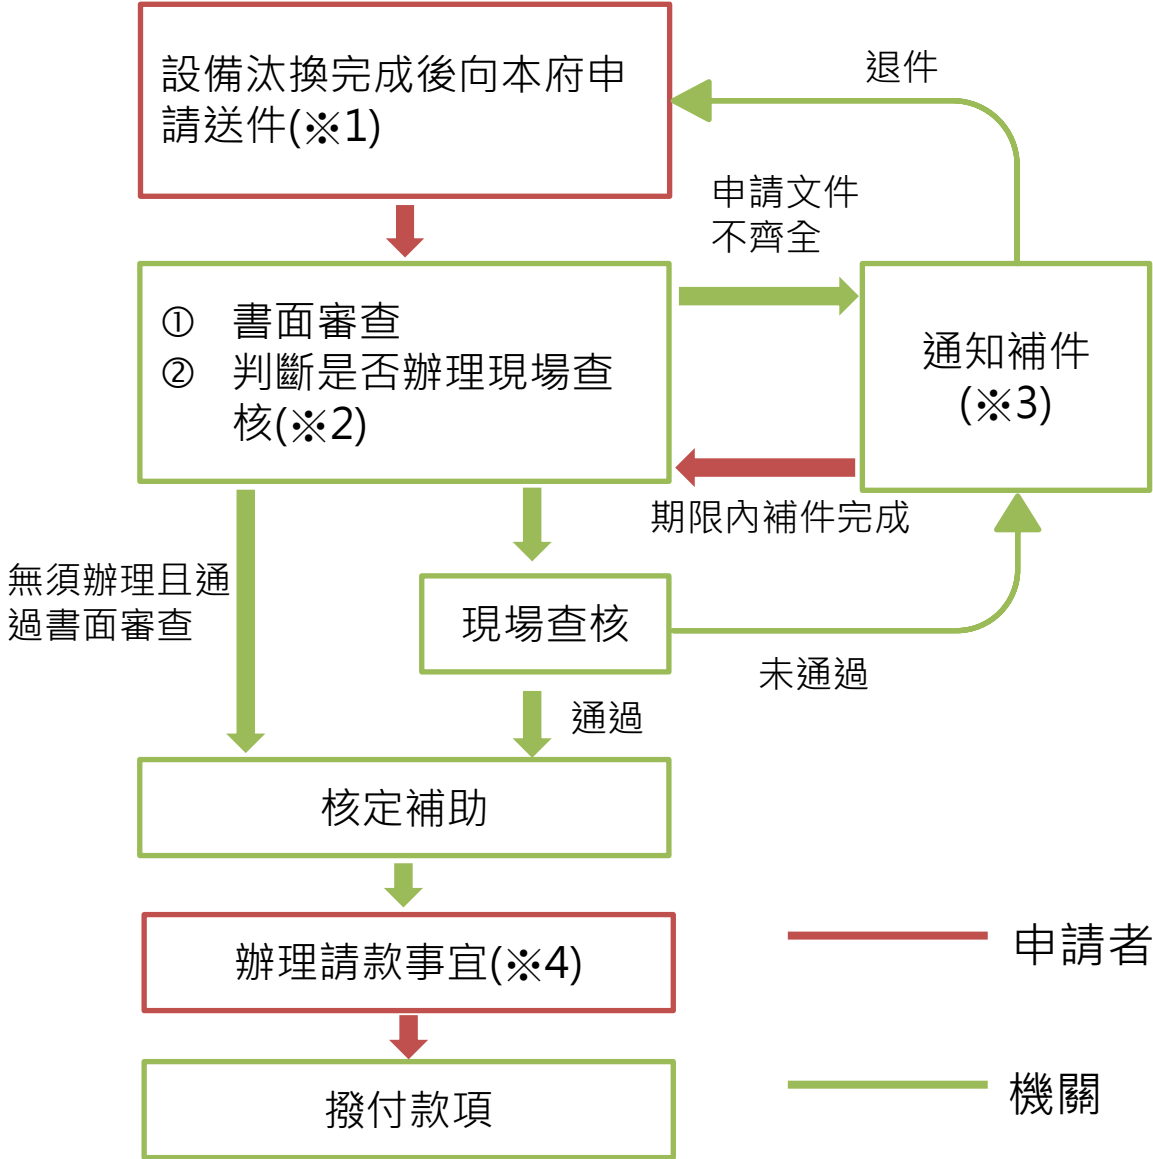 設備汰換完成後向本府申
請送件(※1)
退件
申請文件
不齊全
① 書面審查
② 判斷是否辦理現場查
核(※2)
通知補件
(※3)
期限內補件完成
無須辦理且通
過書面審查
現場查核
未通過
通過
核定補助
辦理請款事宜(※4)
申請者
撥付款項
機關